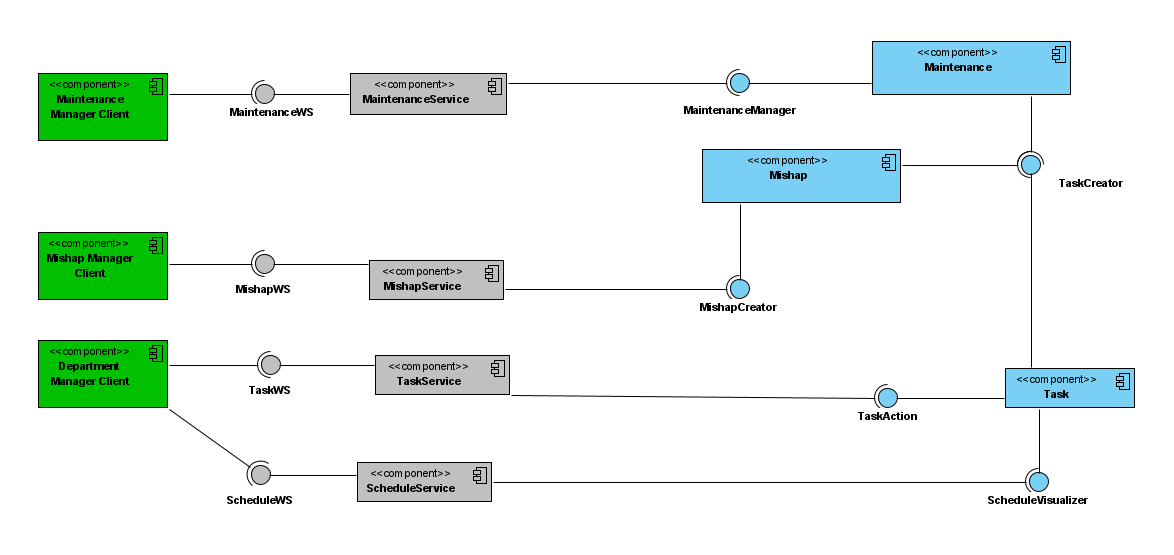 <<component>>
Maintenance
<<component>>
Maintenance
Manager Client
MaintenanceWS
<<component>>
MaintenanceService
MaintenanceManager
<<component>>
Mishap
TaskCreator
<<component>>
Mishap Manager
Client
MishapWS
<<component>>
MishapService
MishapCreator
<<component>>
Department
Manager Client
TaskWS
<<component>>
TaskService
TaskAction
<<component>>
Task
ScheduleWS
<<component>>
ScheduleService
ScheduleVisualizer